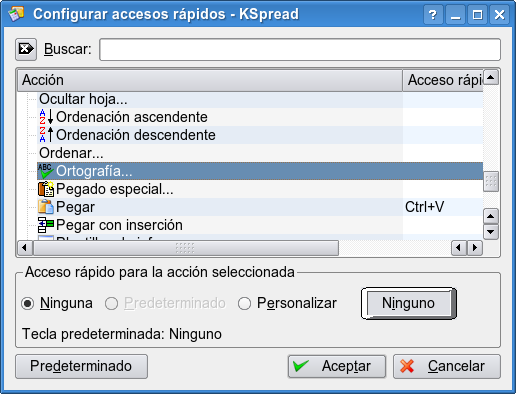 Configurar accesos rápidos - KSpread
Buscar:
Acción Acceso rápi
Ocultar hoja...
Ordenación ascendente
Ordenación descendente
Ordenar...
Ortografía...
Pegado especial...
Pegar Ctrl+V
Pegar con inserción
Acceso rápido para la acción seleccionada
Ninguna Predeterminado Personalizar Ninguno
Tecla predeterminada: Ninguno
Predeterminado Aceptar Cancelar